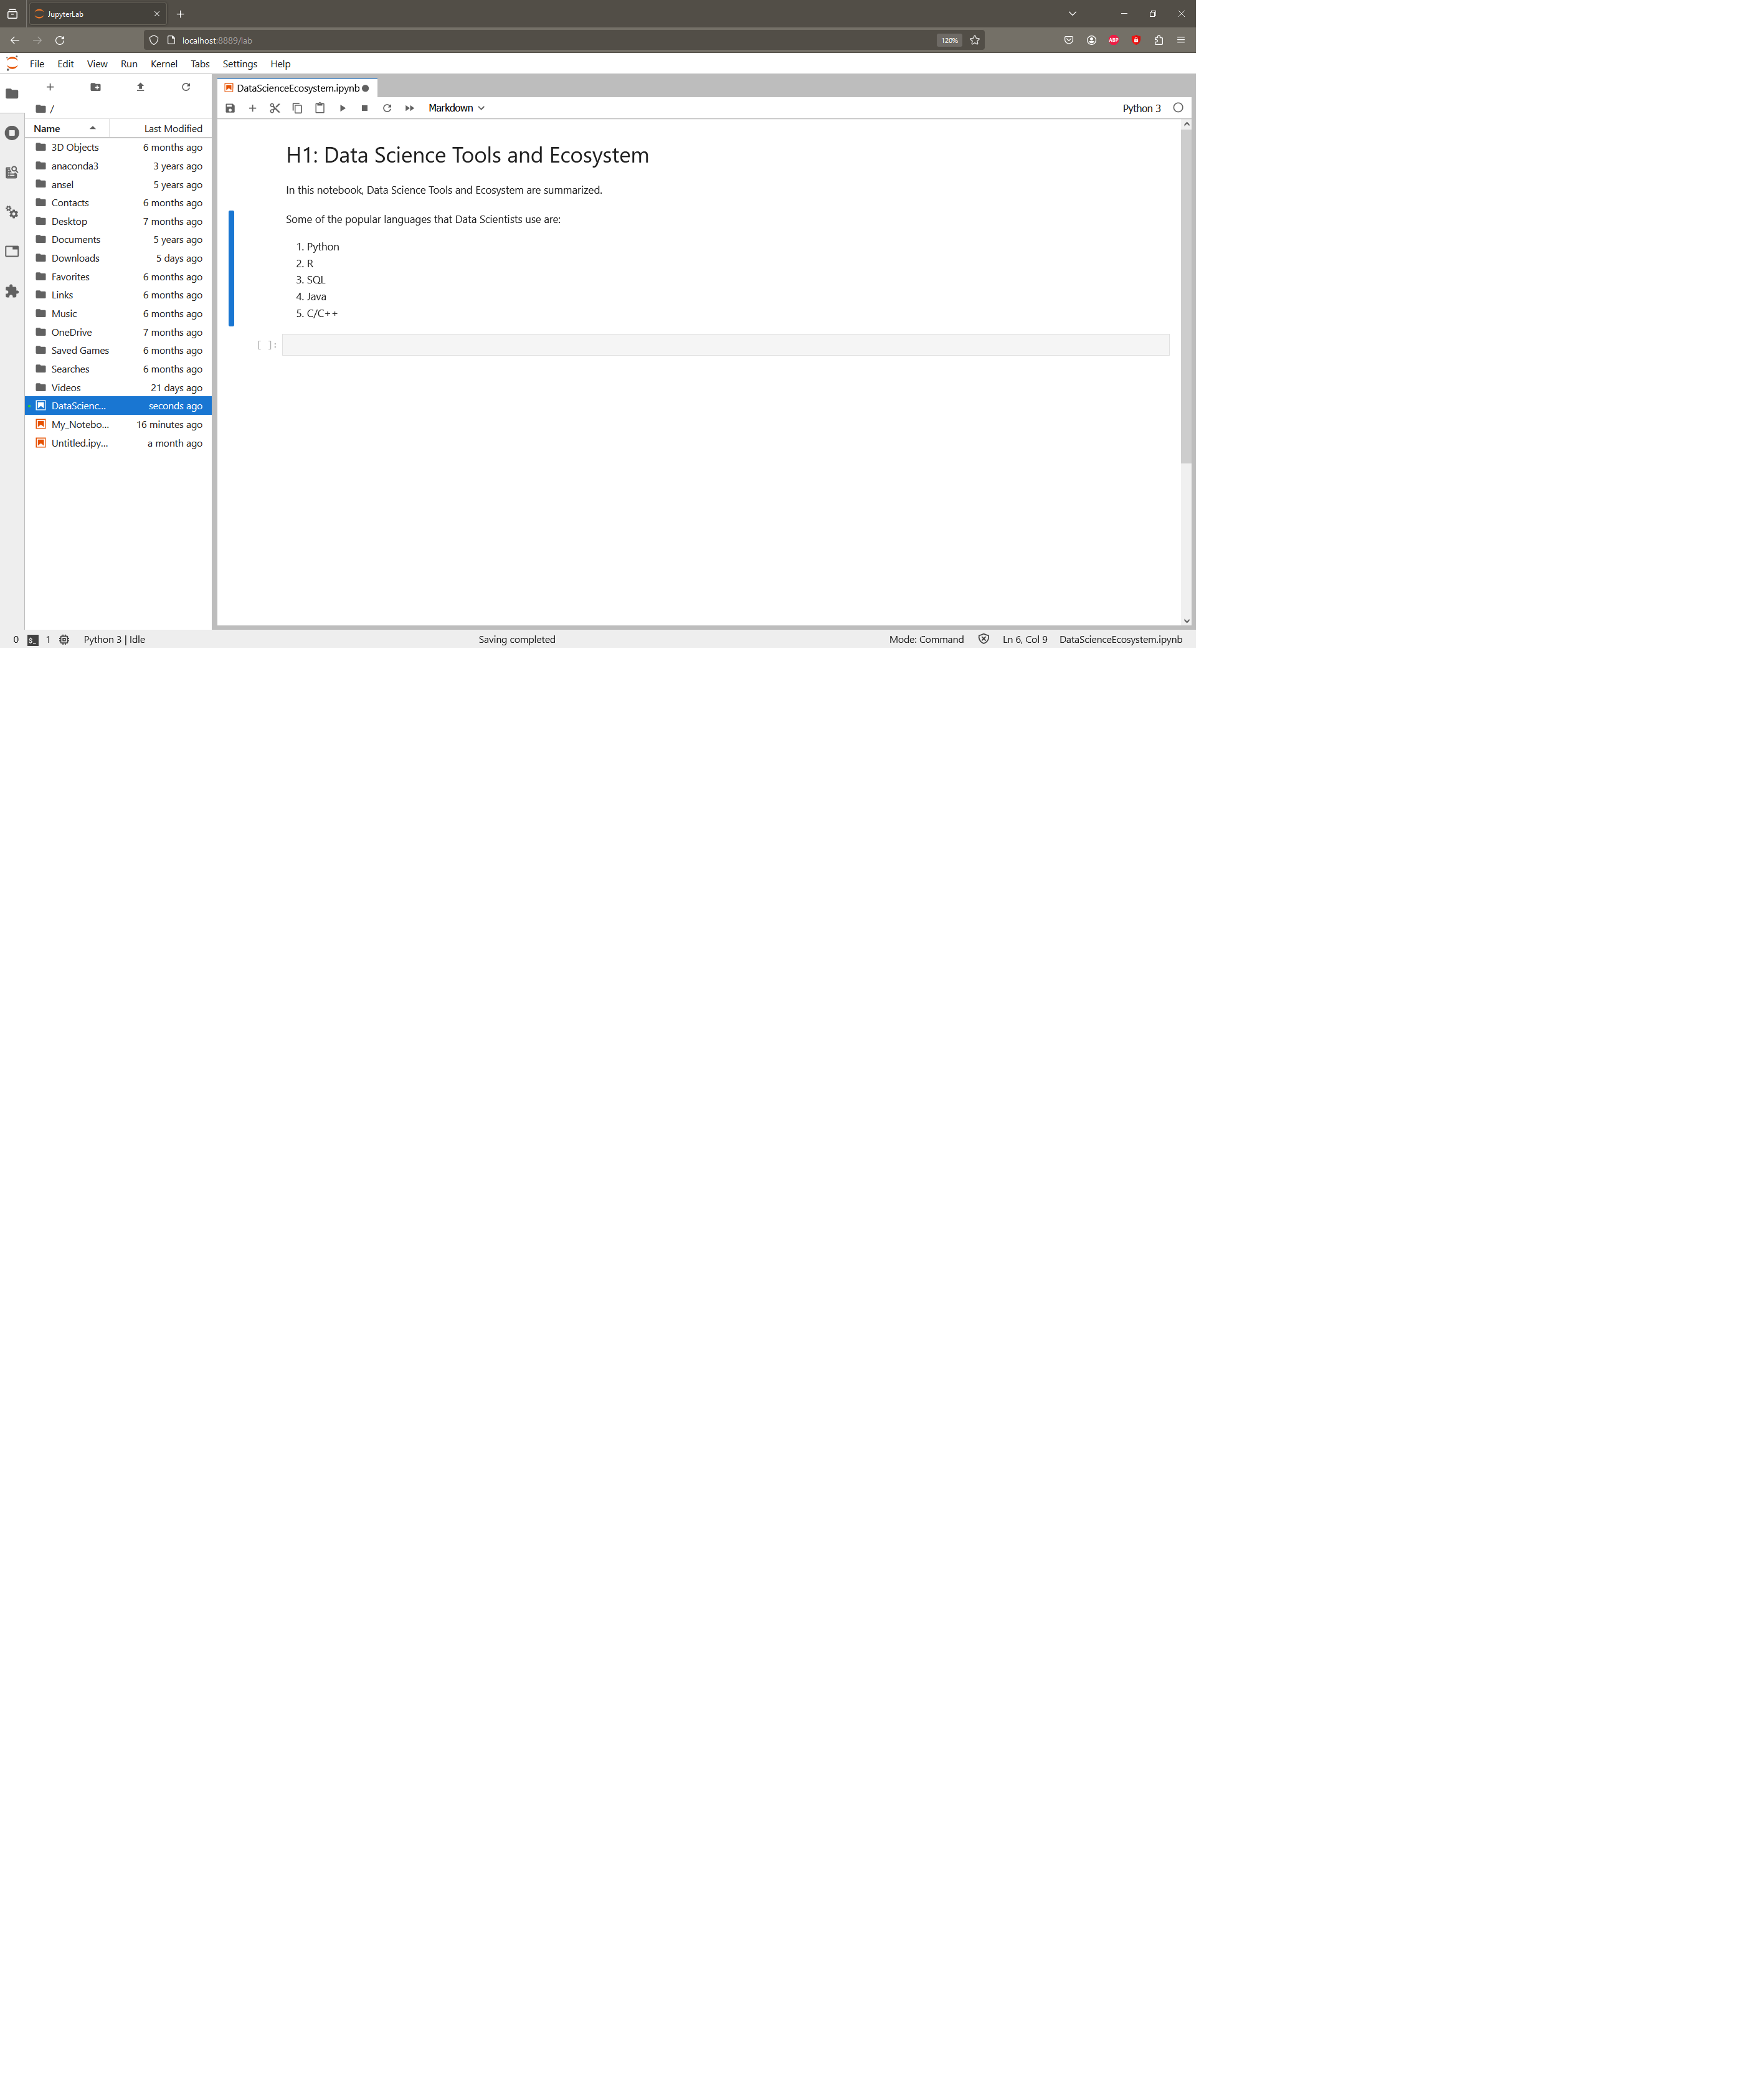 JupyterLab
localhost:8889/lab
120%
ABP
File Edit View Run Kernel Tabs Settings Help
DataScienceEcosystem.ipynb
/
Markdown
Python 3
Name Last Modified
3D Objects 6 months ago
anaconda3 3 years ago
ansel 5 years ago
Contacts 6 months ago
Desktop 7 months ago
Documents 5 years ago
Downloads 5 days ago
Favorites 6 months ago
Links 6 months ago
Music 6 months ago
OneDrive 7 months ago
Saved Games 6 months ago
Searches 6 months ago
Videos 21 days ago
DataScienc... seconds ago
My_Notebo... 16 minutes ago
Untitled.ipy... a month ago
H1: Data Science Tools and Ecosystem
In this notebook, Data Science Tools and Ecosystem are summarized.
Some of the popular languages that Data Scientists use are:
1. Python
2. R
3. SQL
4. Java
5. C/C++
[ ]:
0 $_ 1 Python 3 | Idle Saving completed Mode: Command Ln 6, Col 9 DataScienceEcosystem.ipynb